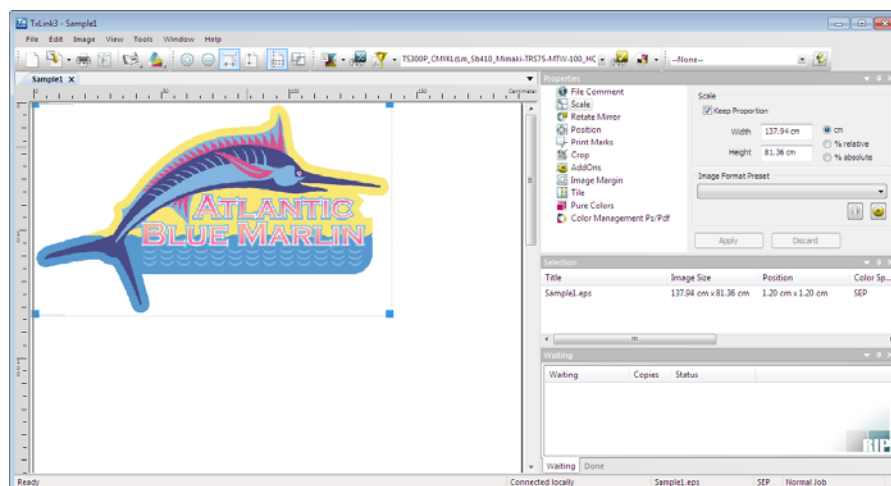 TxLink3 - Sample1
File Edit Image View Tools Window Help
TS300P_CMYKLcLm_Sb410_Mimaki-TRS75-MTW-100_HC --None--
Sample1 X
Centimeter
ATLANTIC
BLUE MARLIN
Properties
File Comment
Scale
Rotate Mirror
Position
Print Marks
Crop
AddOns
Image Margin
Tile
Pure Colors
Color Management Ps/Pdf
Scale
Keep Proportion
Width 137.94 cm
Height 81.36 cm
cm
% relative
% absolute
Image Format Preset
Apply Discard
Selection
Title Image Size Position Color Sp...
Sample1.eps 137.94 cm x 81.36 cm 1.20 cm x 1.20 cm SEP
Waiting
Waiting Copies Status
RIP
Waiting Done
Ready Connected locally Sample1.eps SEP Normal Job